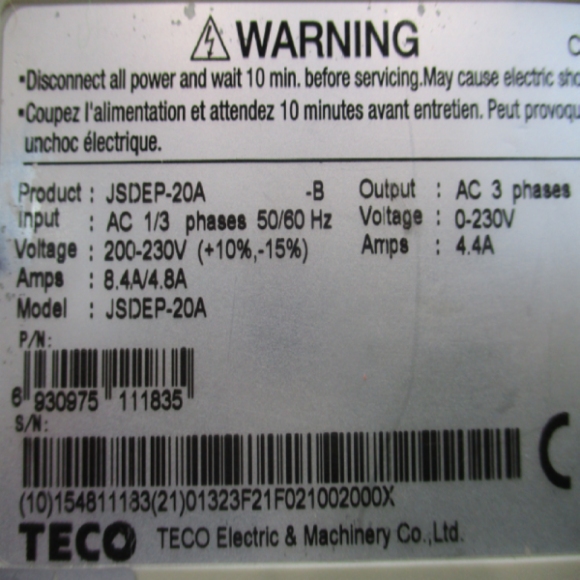 WARNING
•Disconnect all power and wait 10 min. before servicing.May cause electric
•Coupez l'alimentation et attendez 10 minutes avant entretien. Peut
unchoc électrique.
Product : JSDEP-20A -B Output : AC 3 phases
Input : AC 1/3 phases 50/60 Hz Voltage : 0-230V
Voltage : 200-230V (+10%,-15%) Amps : 4.4A
Amps : 8.4A/4.8A
Model : JSDEP-20A
P/N:
6 930975 111835
S/N:
(10)154811183(21)01323F21F021002000X
TECO TECO Electric & Machinery Co.,Ltd.